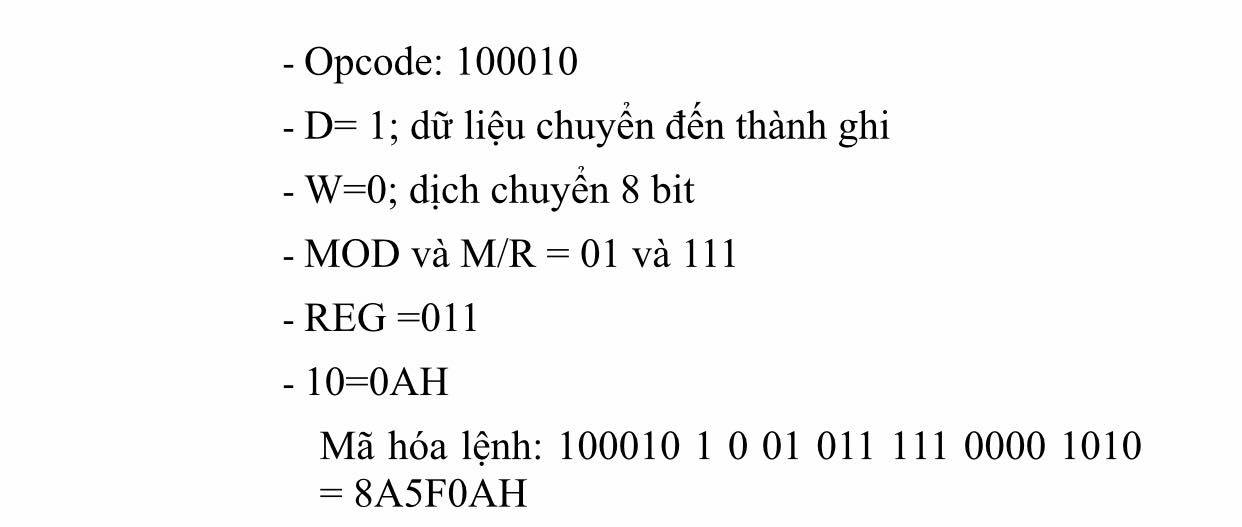 - Opcode: 100010
- D= 1; dữ liệu chuyển đến thành ghi
- W=0; dịch chuyển 8 bit
- MOD và M/R = 01 và 111
- REG =011
- 10=0AH
Mã hóa lệnh: 100010 1 0 01 011 111 0000 1010
= 8A5F0AH